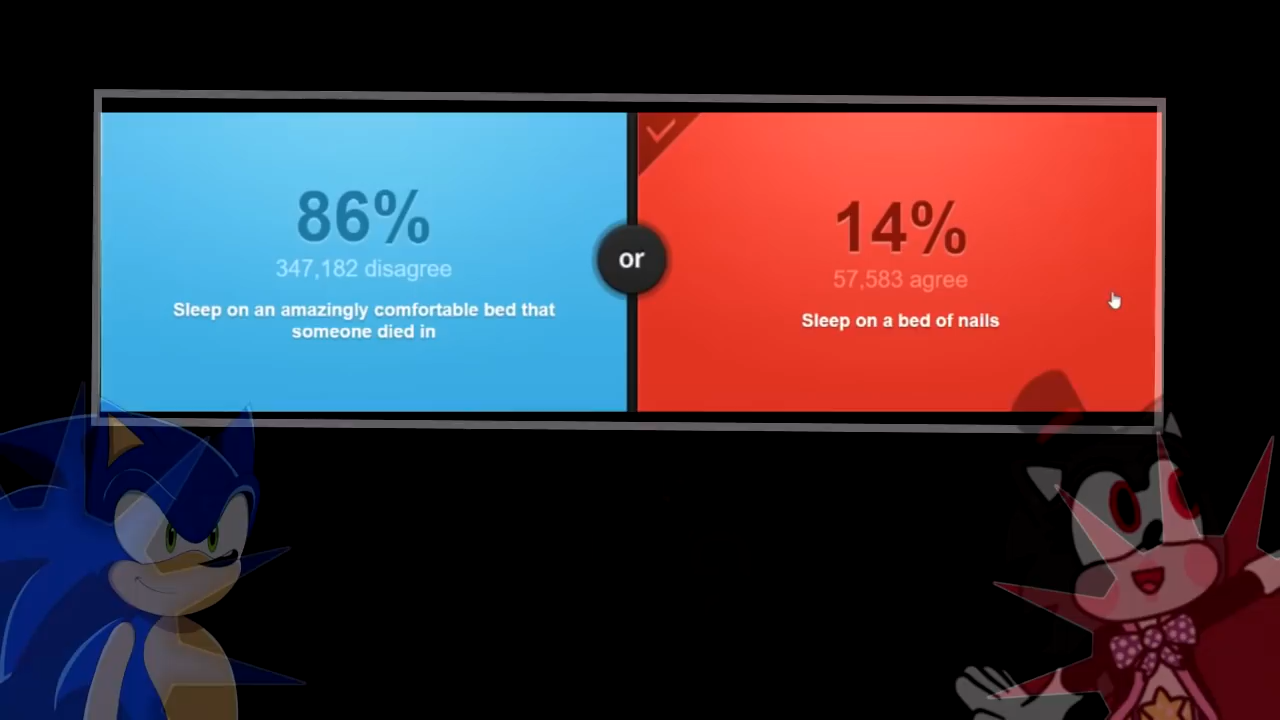 86%
347,182 disagree
Sleep on an amazingly comfortable bed that
someone died in
or
14%
57,583 agree
Sleep on a bed of nails